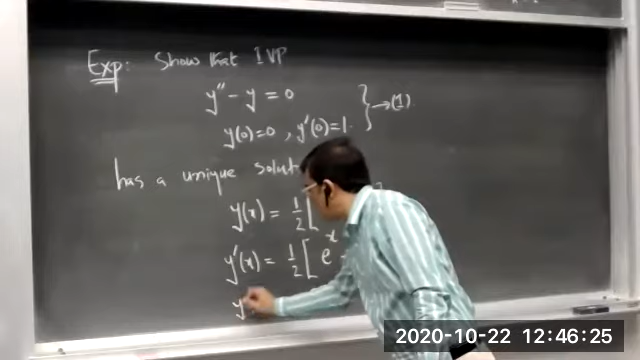 Exp: Show that IVP
y'' - y = 0
y(0)=0 , y'(0)=1. } → (1)
has a unique
y(x) = 1/2 [
y'(x) = 1/2 [ e^x
y
2020-10-22 12:46:25